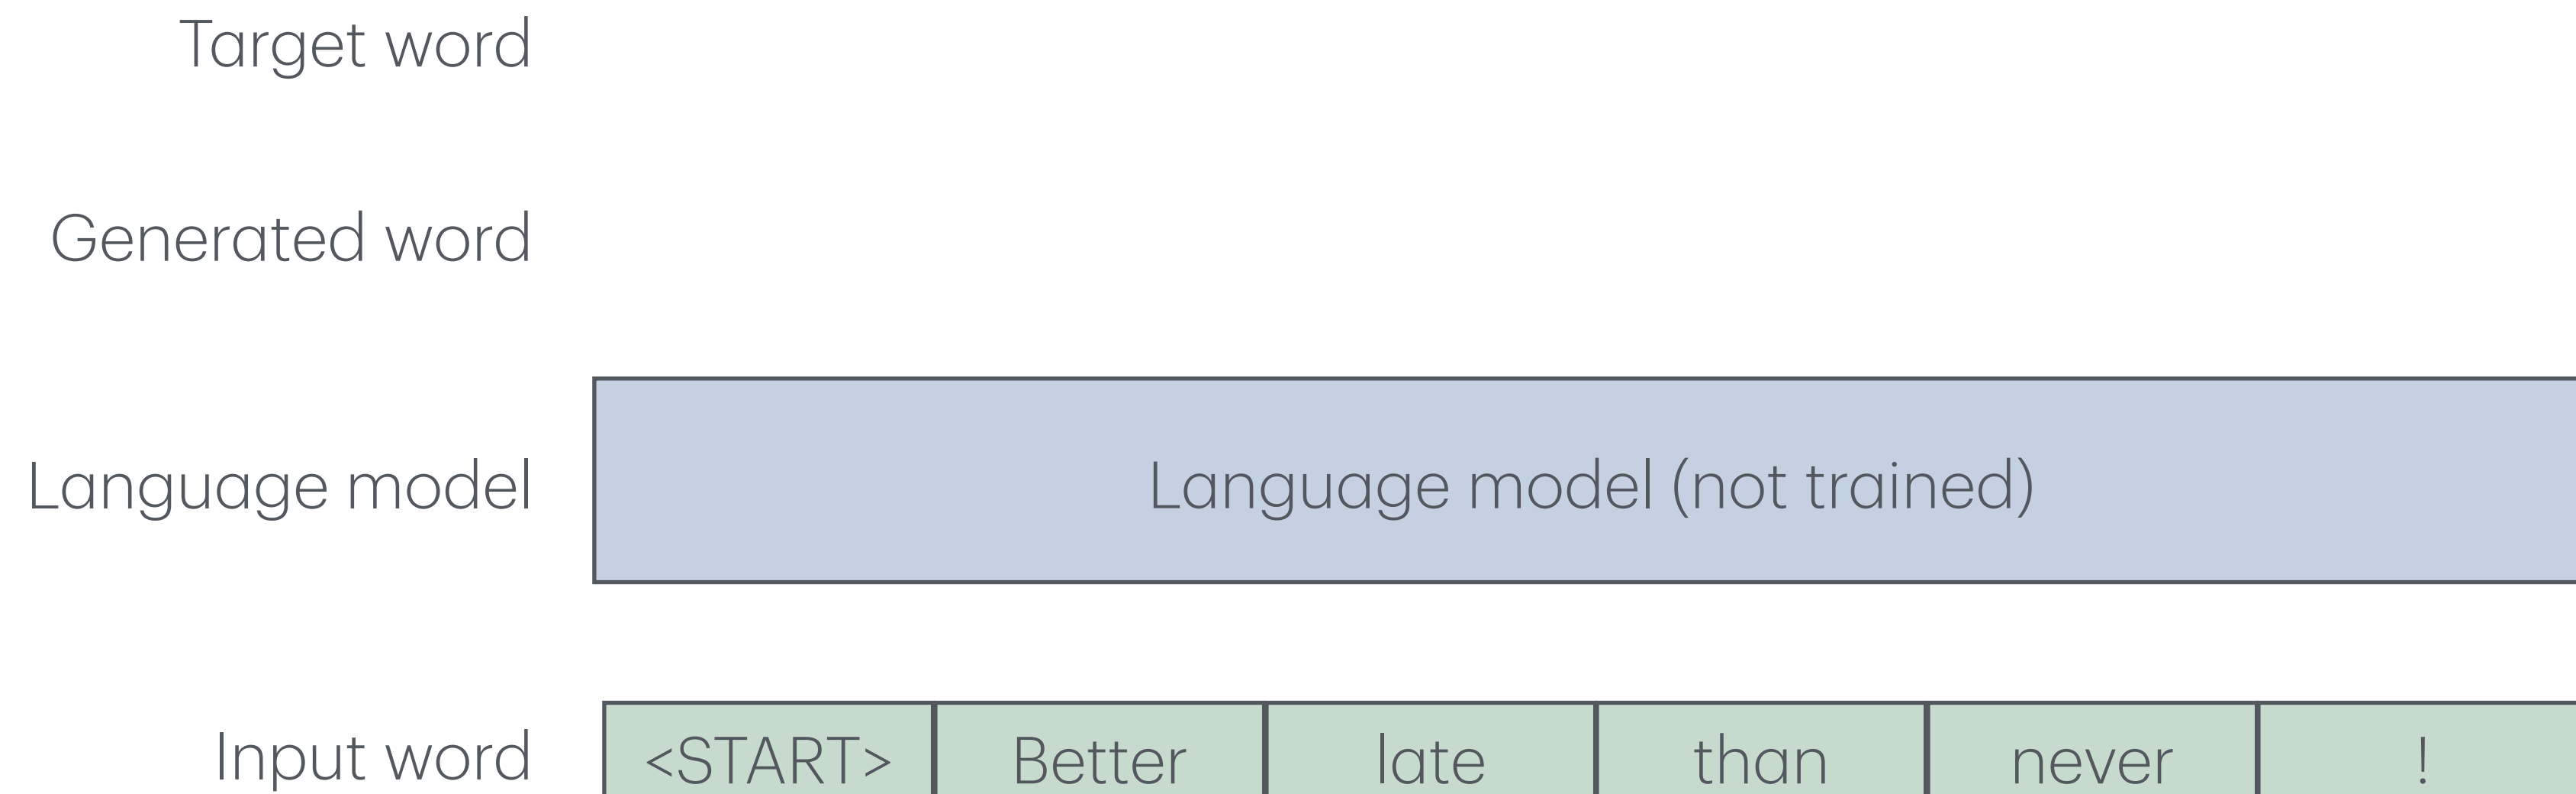 Target word
Generated word
Language model
Language model (not trained)
Input word
<START> Better late than never !